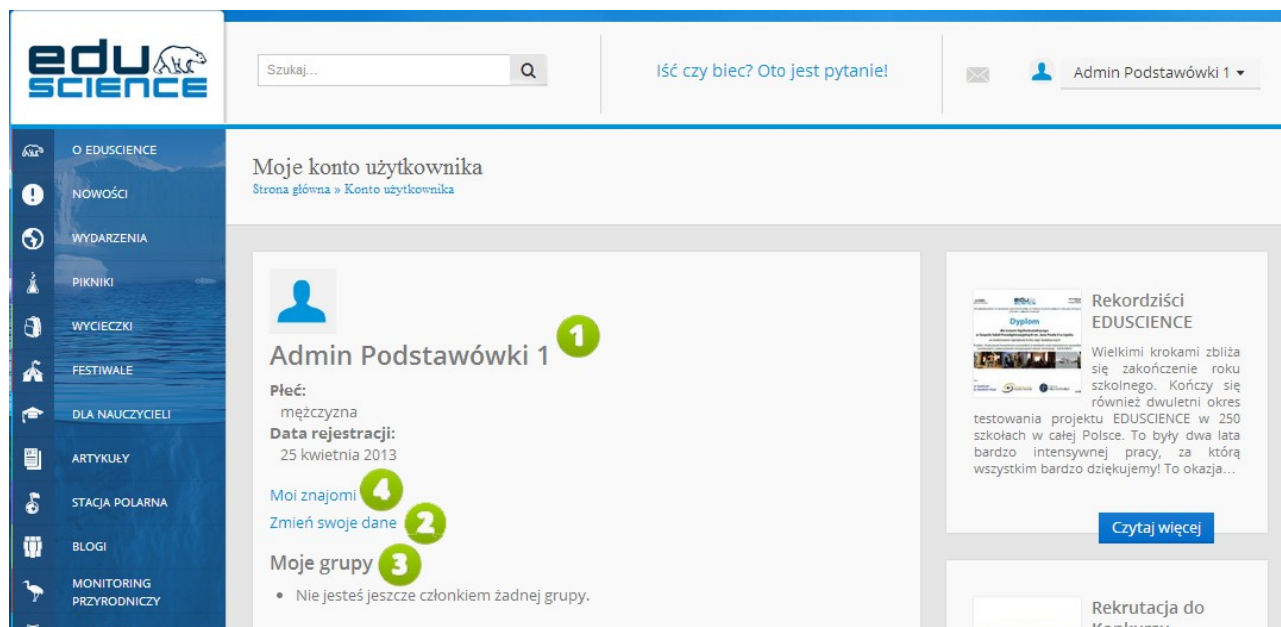 edu
SCIENCE
Szukaj...
Iść czy biec? Oto jest pytanie!
Admin Podstawówki 1
O EDUSCIENCE
NOWOŚCI
WYDARZENIA
PIKNIKI
WYCIECZKI
FESTIWALE
DLA NAUCZYCIELI
ARTYKUŁY
STACJA POLARNA
BLOGI
MONITORING
PRZYRODNICZY
Moje konto użytkownika
Strona główna » Konto użytkownika
Admin Podstawówki 1
1
Płeć:
mężczyzna
Data rejestracji:
25 kwietnia 2013
Moi znajomi 4
Zmień swoje dane 2
Moje grupy 3
• Nie jesteś jeszcze członkiem żadnej grupy.
Dyplom
Rekordziści
EDUSCIENCE
Wielkimi krokami zbliża
się zakończenie roku
szkolnego. Kończy się
również dwuletni okres
testowania projektu EDUSCIENCE w 250
szkołach w całej Polsce. To były dwa lata
bardzo intensywnej pracy, za którą
wszystkim bardzo dziękujemy! To okazja...
Czytaj więcej
Rekrutacja do